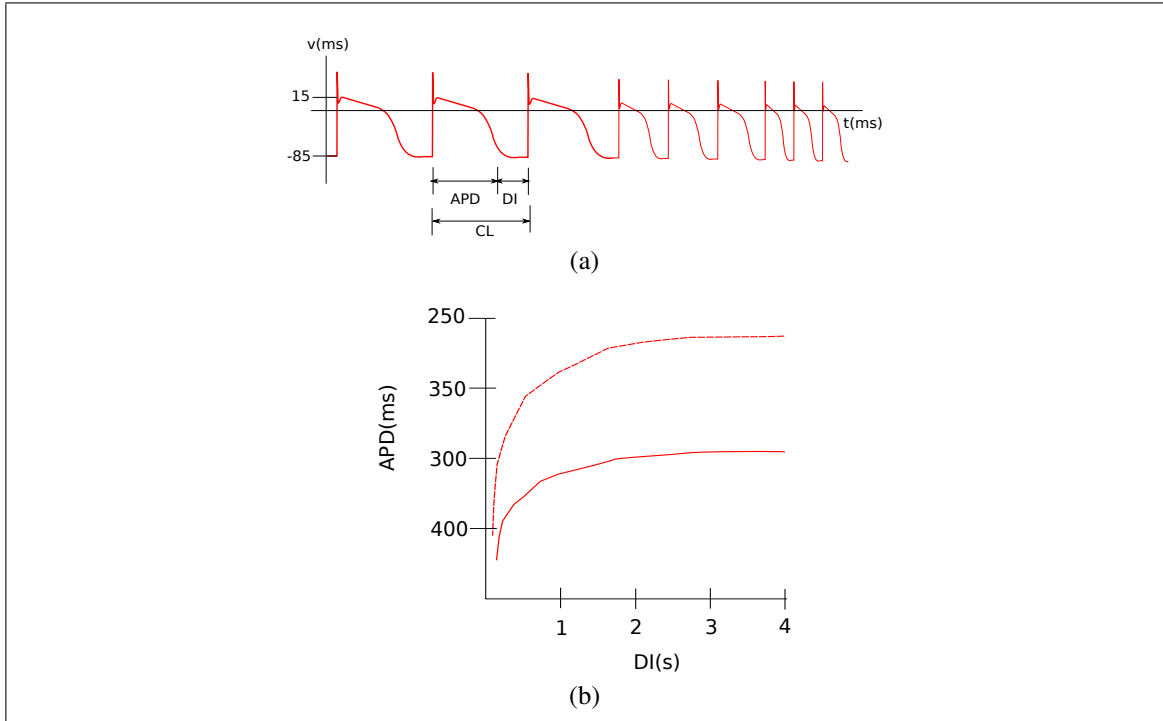 v(ms)
15
t(ms)
-85
APD DI
CL
(a)
250
350
APD(ms)
300
400
1 2 3 4
DI(s)
(b)